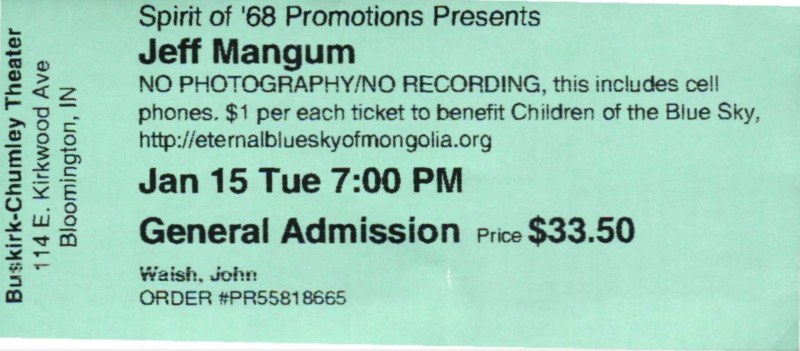 Spirit of '68 Promotions Presents
Jeff Mangum
NO PHOTOGRAPHY/NO RECORDING, this includes cell
phones. $1 per each ticket to benefit Children of the Blue Sky,
http://eternalblueskyofmongolia.org
Jan 15 Tue 7:00 PM
General Admission Price $33.50
Walsh, John
ORDER #PR55818665
Buskirk-Chumley Theater
114 E. Kirkwood Ave
Bloomington, IN